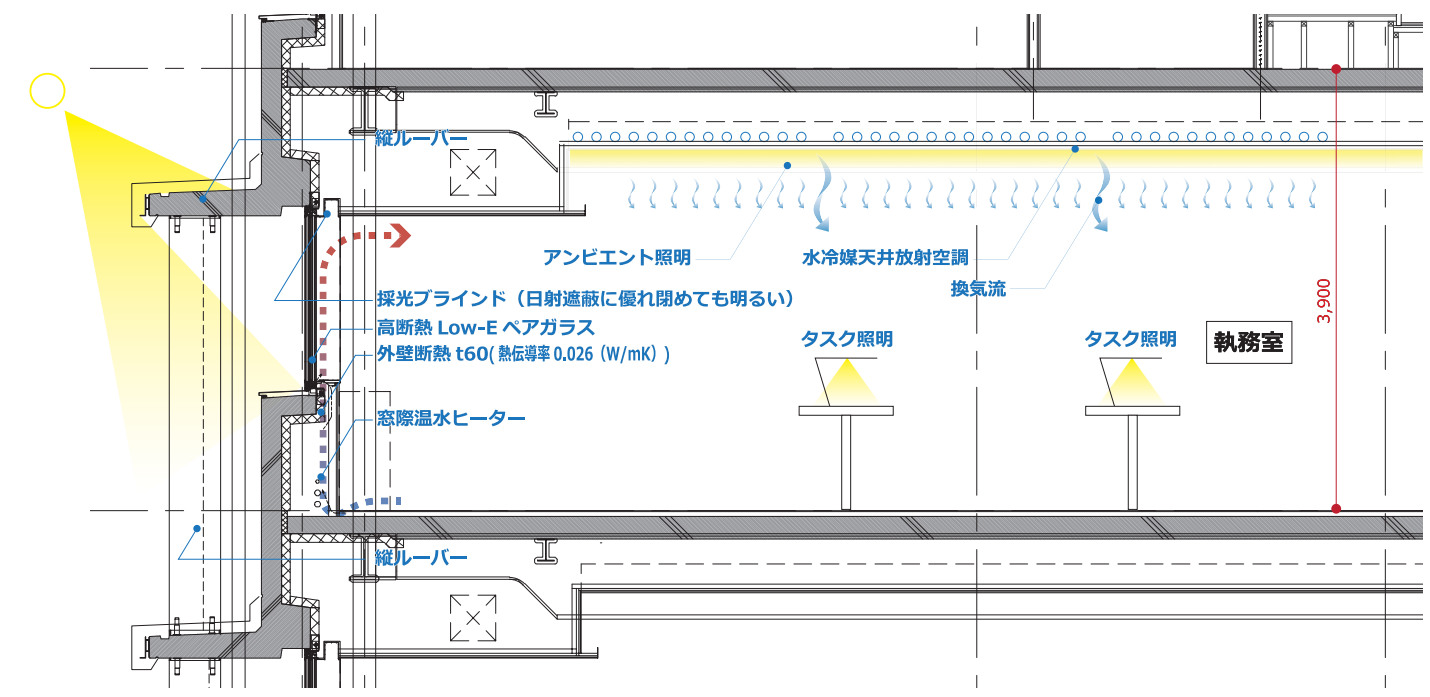 縦ルーバー
アンビエント照明
水冷媒天井放射空調
換気流
採光ブラインド（日射遮蔽に優れ閉めても明るい）
高断熱 Low-E ペアガラス
外壁断熱 t60( 熱伝導率 0.026（W/mK）)
タスク照明
タスク照明
執務室
3,900
窓際温水ヒーター
縦ルーバー